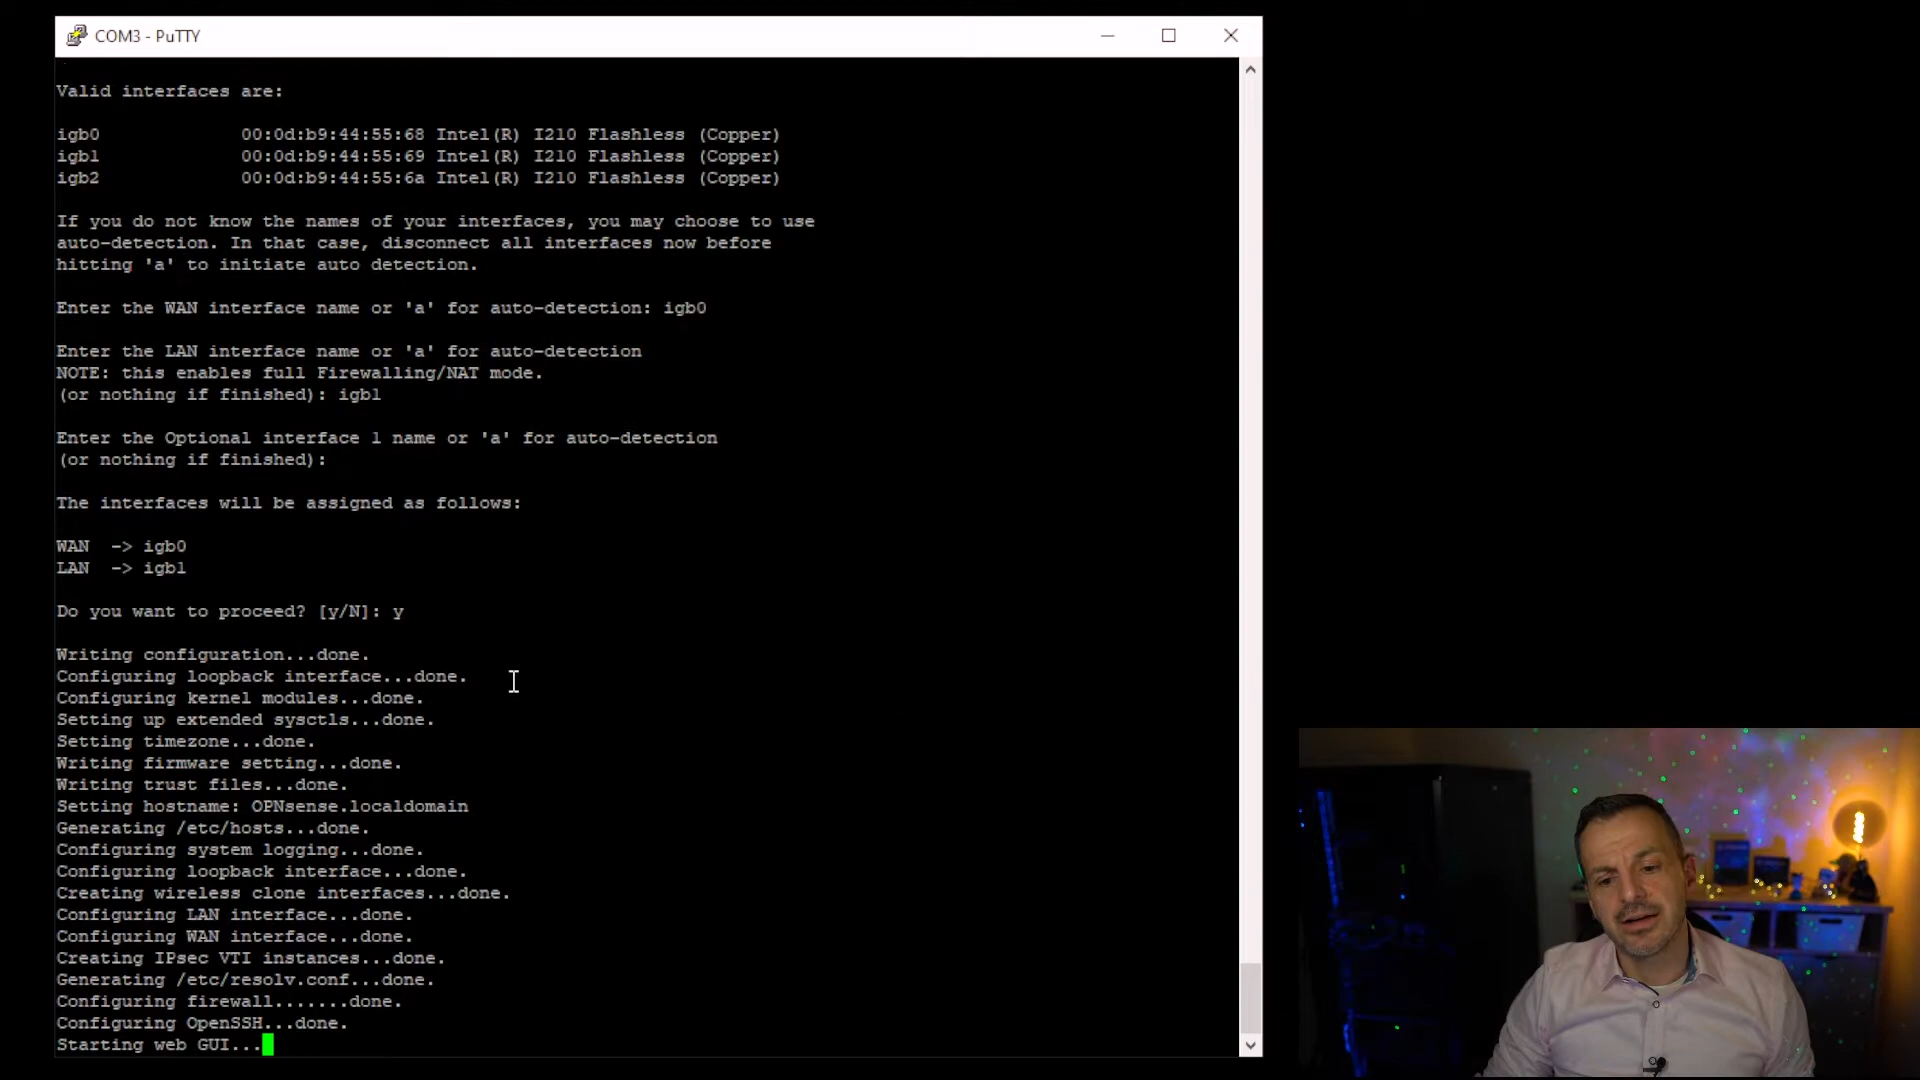 COM3 - PuTTY
Valid interfaces are:
igb0 00:0d:b9:44:55:68 Intel(R) I210 Flashless (Copper)
igb1 00:0d:b9:44:55:69 Intel(R) I210 Flashless (Copper)
igb2 00:0d:b9:44:55:6a Intel(R) I210 Flashless (Copper)
If you do not know the names of your interfaces, you may choose to use
auto-detection. In that case, disconnect all interfaces now before
hitting 'a' to initiate auto detection.
Enter the WAN interface name or 'a' for auto-detection: igb0
Enter the LAN interface name or 'a' for auto-detection
NOTE: this enables full Firewalling/NAT mode.
(or nothing if finished): igb1
Enter the Optional interface 1 name or 'a' for auto-detection
(or nothing if finished):
The interfaces will be assigned as follows:
WAN -> igb0
LAN -> igb1
Do you want to proceed? [y/N]: y
Writing configuration...done.
Configuring loopback interface...done.
Configuring kernel modules...done.
Setting up extended sysctls...done.
Setting timezone...done.
Writing firmware setting...done.
Writing trust files...done.
Setting hostname: OPNsense.localdomain
Generating /etc/hosts...done.
Configuring system logging...done.
Configuring loopback interface...done.
Creating wireless clone interfaces...done.
Configuring LAN interface...done.
Configuring WAN interface...done.
Creating IPsec VTI instances...done.
Generating /etc/resolv.conf...done.
Configuring firewall.......done.
Configuring OpenSSH...done.
Starting web GUI...